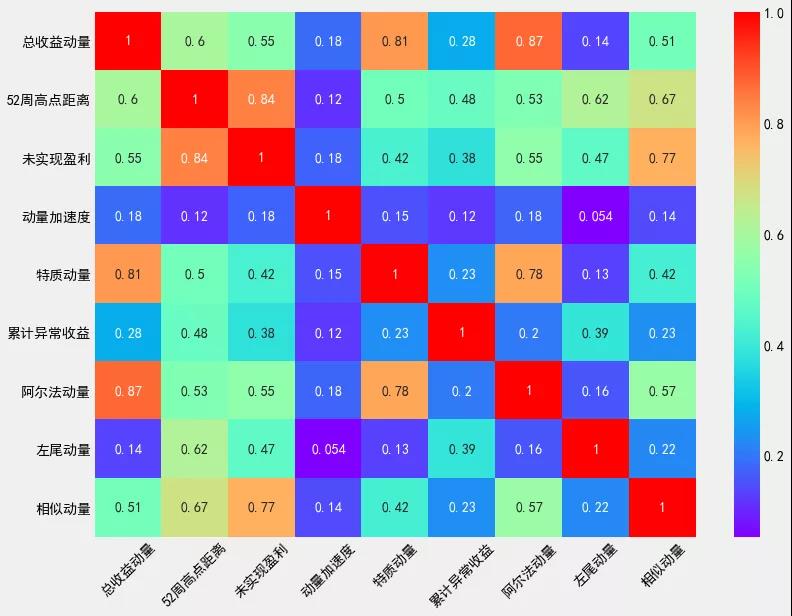 总收益动量 1 0.6 0.55 0.18 0.81 0.28 0.87 0.14 0.51
52周高点距离 0.6 1 0.84 0.12 0.5 0.48 0.53 0.62 0.67
未实现盈利 0.55 0.84 1 0.18 0.42 0.38 0.55 0.47 0.77
动量加速度 0.18 0.12 0.18 1 0.15 0.12 0.18 0.054 0.14
特质动量 0.81 0.5 0.42 0.15 1 0.23 0.78 0.13 0.42
累计异常收益 0.28 0.48 0.38 0.12 0.23 1 0.2 0.39 0.23
阿尔法动量 0.87 0.53 0.55 0.18 0.78 0.2 1 0.16 0.57
左尾动量 0.14 0.62 0.47 0.054 0.13 0.39 0.16 1 0.22
相似动量 0.51 0.67 0.77 0.14 0.42 0.23 0.57 0.22 1
总收益动量 52周高点距离 未实现盈利 动量加速度 特质动量 累计异常收益 阿尔法动量 左尾动量 相似动量
1.0
0.8
0.6
0.4
0.2